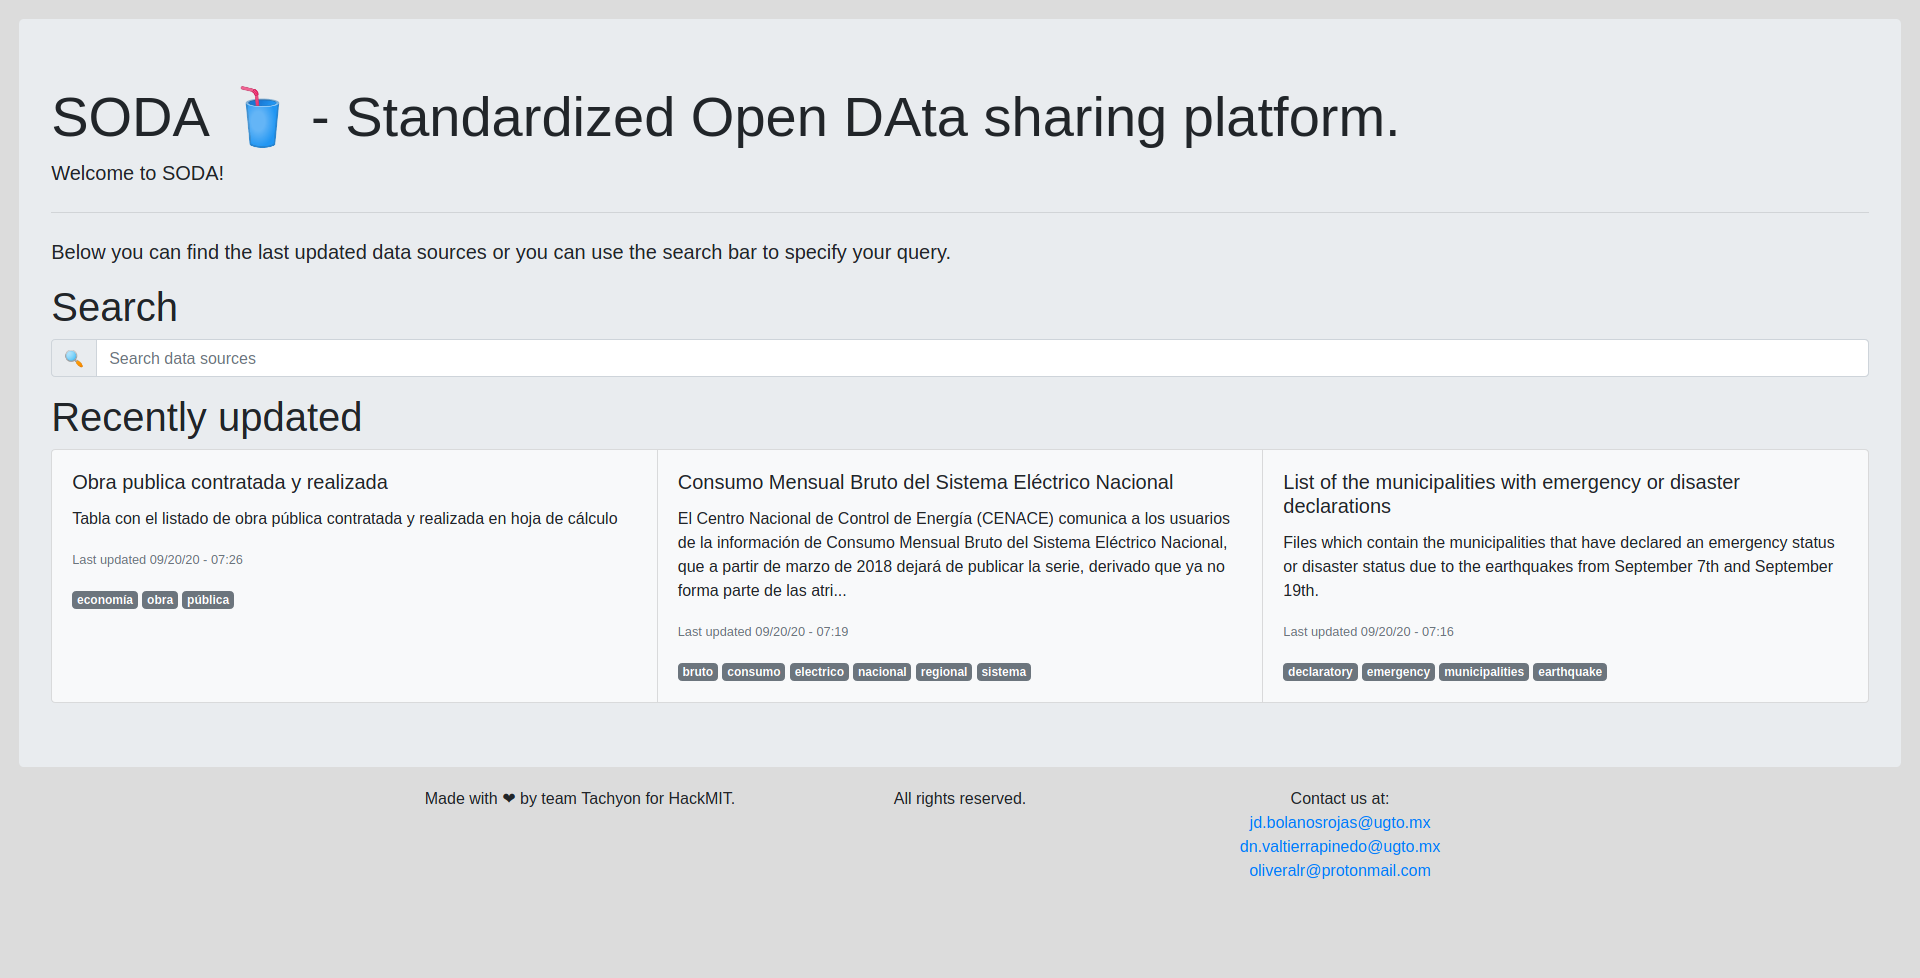 SODA 🥤 - Standardized Open DAta sharing platform.
Welcome to SODA!
Below you can find the last updated data sources or you can use the search bar to specify your query.
Search
🔍 Search data sources
Recently updated
Obra publica contratada y realizada
Tabla con el listado de obra pública contratada y realizada en hoja de cálculo
Last updated 09/20/20 - 07:26
economía obra pública
Consumo Mensual Bruto del Sistema Eléctrico Nacional
El Centro Nacional de Control de Energía (CENACE) comunica a los usuarios
de la información de Consumo Mensual Bruto del Sistema Eléctrico Nacional,
que a partir de marzo de 2018 dejará de publicar la serie, derivado que ya no
forma parte de las atri...
Last updated 09/20/20 - 07:19
bruto consumo electrico nacional regional sistema
List of the municipalities with emergency or disaster
declarations
Files which contain the municipalities that have declared an emergency status
or disaster status due to the earthquakes from September 7th and September
19th.
Last updated 09/20/20 - 07:16
declaratory emergency municipalities earthquake
Made with ❤ by team Tachyon for HackMIT.
All rights reserved.
Contact us at:
jd.bolanosrojas@ugto.mx
dn.valtierrapinedo@ugto.mx
oliveralr@protonmail.com